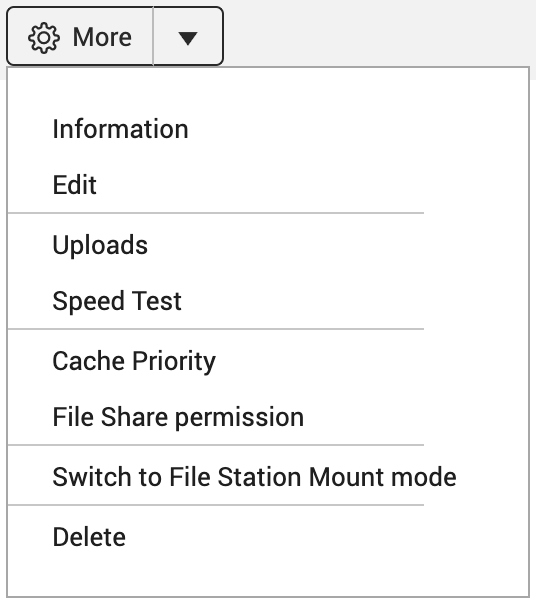 More
Information
Edit
Uploads
Speed Test
Cache Priority
File Share permission
Switch to File Station Mount mode
Delete